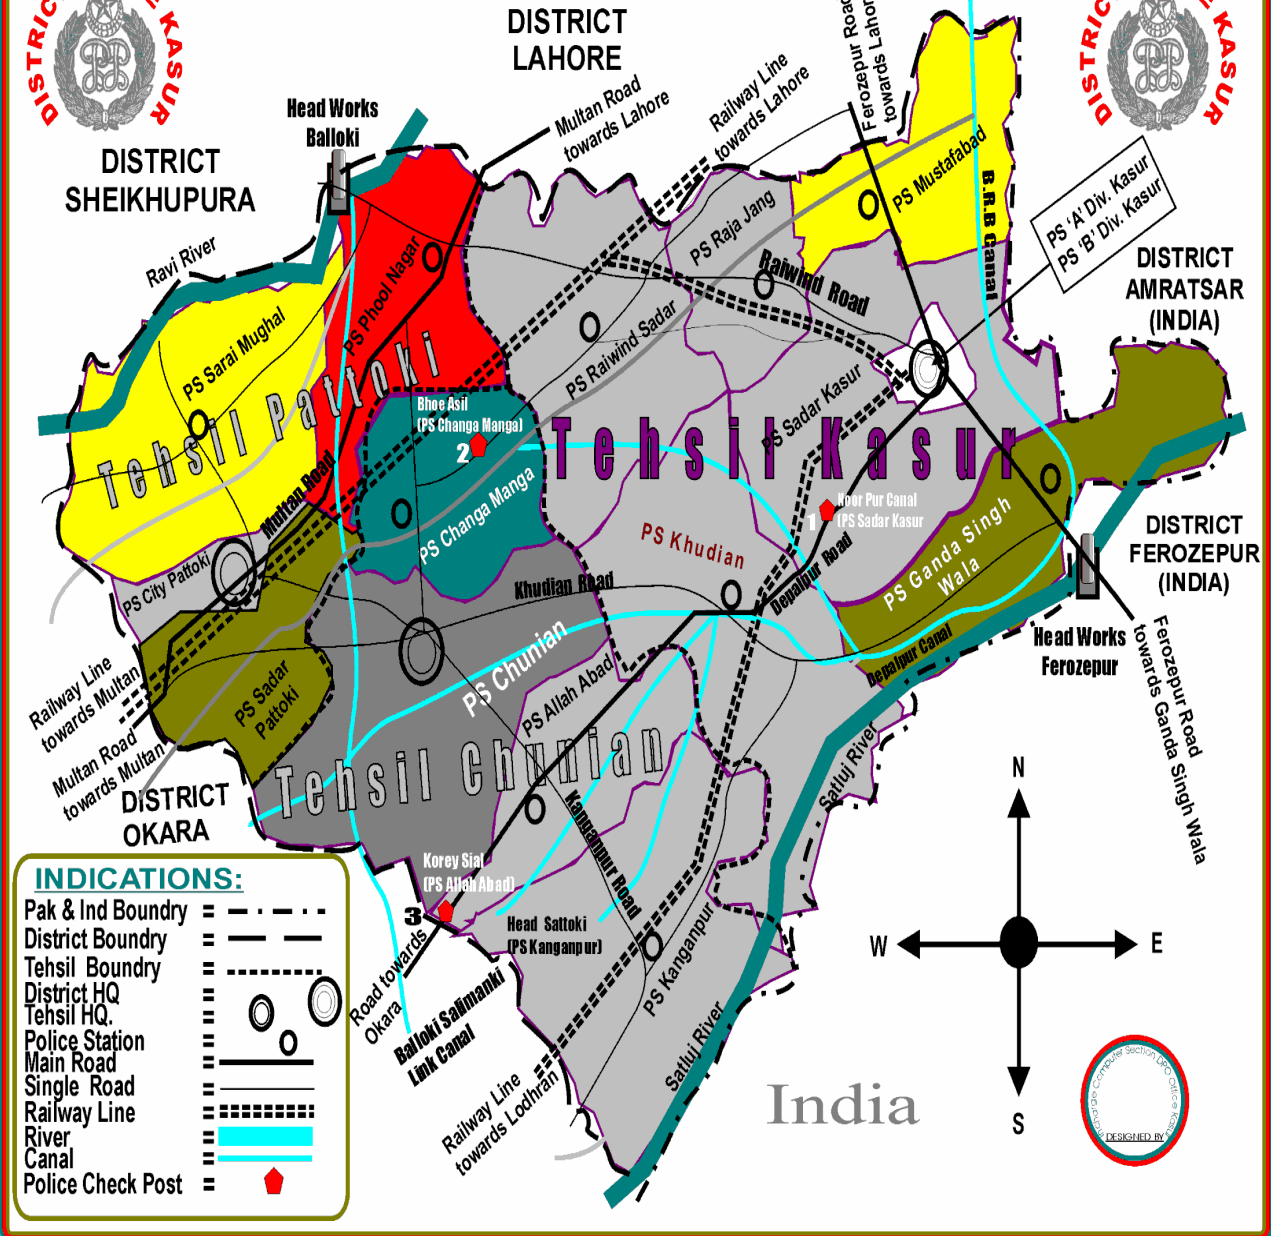 DISTRICT
E KASUR
DISTRICT
LAHORE
DISTRICT
E KASUR
Head Works
Balloki
Multan Road
towards Lahore
Railway Line
towards Lahore
Ferozepur Road
towards Lahore
DISTRICT
SHEIKHUPURA
Ravi River
PS Mustafabad
B.R.B Canal
PS 'A' Div. Kasur
PS 'B' Div. Kasur
DISTRICT
AMRATSAR
(INDIA)
PS Raja Jang
Raiwind Road
PS Phool Nagar
PS Sarai Mughal
PS Raiwind Sadar
PS Sadar Kasur
Tehsil Pattoki
Bhoe Asil
(PS Changa Manga)
2
Tehsil Kasur
PS Changa Manga
Multan Road
Noor Pur Canal
(PS Sadar Kasur
1
PS Khudian
Depalpur Road
PS Ganda Singh
Wala
DISTRICT
FEROZEPUR
(INDIA)
PS City Pattoki
Khudian Road
Head Works
Ferozepur
Depalpur Canal
Ferozepur Road
towards Ganda Singh Wala
PS Chunian
PS Allah Abad
PS Sadar
Pattoki
Railway Line
towards Multan
Multan Road
towards Multan
Tehsil Chunian
Satluj River
DISTRICT
OKARA
Kanganpur Road
Korey Sial
(PS Allah Abad)
3
Head Sattoki
(PS Kanganpur)
PS Kanganpur
Road towards
Okara
Balloki Salimanki
Link Canal
Railway Line
towards Lodhran
Satluj River
India
N
W
E
S
INDICATIONS:
Pak & Ind Boundry =
District Boundry =
Tehsil Boundry =
District HQ =
Tehsil HQ. =
Police Station =
Main Road =
Single Road =
Railway Line =
River =
Canal =
Police Check Post =
Incharge Computer Section DPO Office Kasur
DESIGNED BY